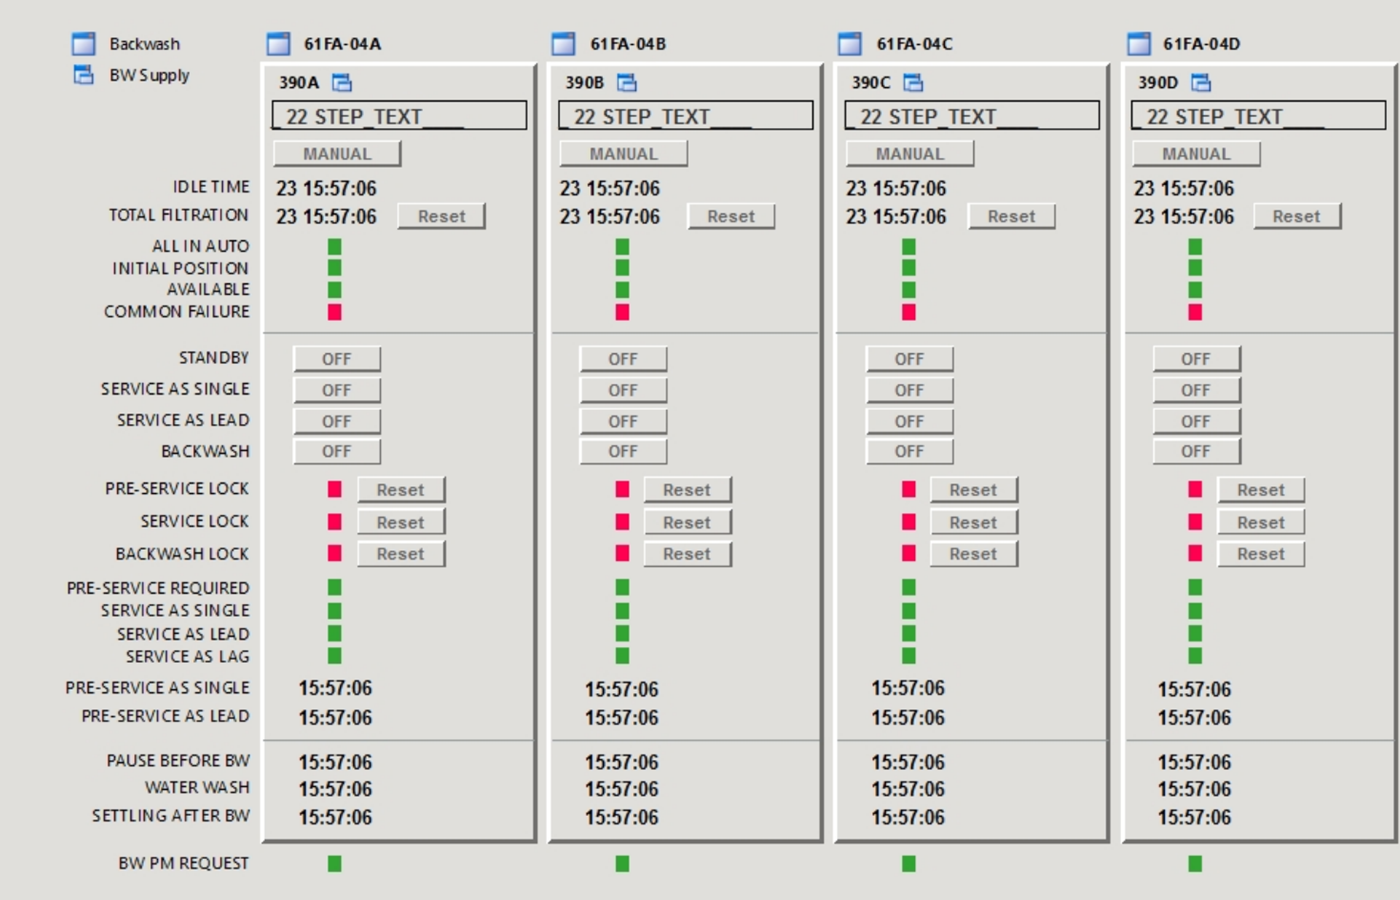 Backwash 61FA-04A 61FA-04B 61FA-04C 61FA-04D
BW Supply
390A 390B 390C 390D
_22 STEP_TEXT____ _22 STEP_TEXT____ _22 STEP_TEXT____ _22 STEP_TEXT____
MANUAL MANUAL MANUAL MANUAL
IDLE TIME 23 15:57:06 23 15:57:06 23 15:57:06 23 15:57:06
TOTAL FILTRATION 23 15:57:06 Reset 23 15:57:06 Reset 23 15:57:06 Reset 23 15:57:06 Reset
ALL IN AUTO
INITIAL POSITION
AVAILABLE
COMMON FAILURE
STANDBY OFF OFF OFF OFF
SERVICE AS SINGLE OFF OFF OFF OFF
SERVICE AS LEAD OFF OFF OFF OFF
BACKWASH OFF OFF OFF OFF
PRE-SERVICE LOCK Reset Reset Reset Reset
SERVICE LOCK Reset Reset Reset Reset
BACKWASH LOCK Reset Reset Reset Reset
PRE-SERVICE REQUIRED
SERVICE AS SINGLE
SERVICE AS LEAD
SERVICE AS LAG
PRE-SERVICE AS SINGLE 15:57:06 15:57:06 15:57:06 15:57:06
PRE-SERVICE AS LEAD 15:57:06 15:57:06 15:57:06 15:57:06
PAUSE BEFORE BW 15:57:06 15:57:06 15:57:06 15:57:06
WATER WASH 15:57:06 15:57:06 15:57:06 15:57:06
SETTLING AFTER BW 15:57:06 15:57:06 15:57:06 15:57:06
BW PM REQUEST